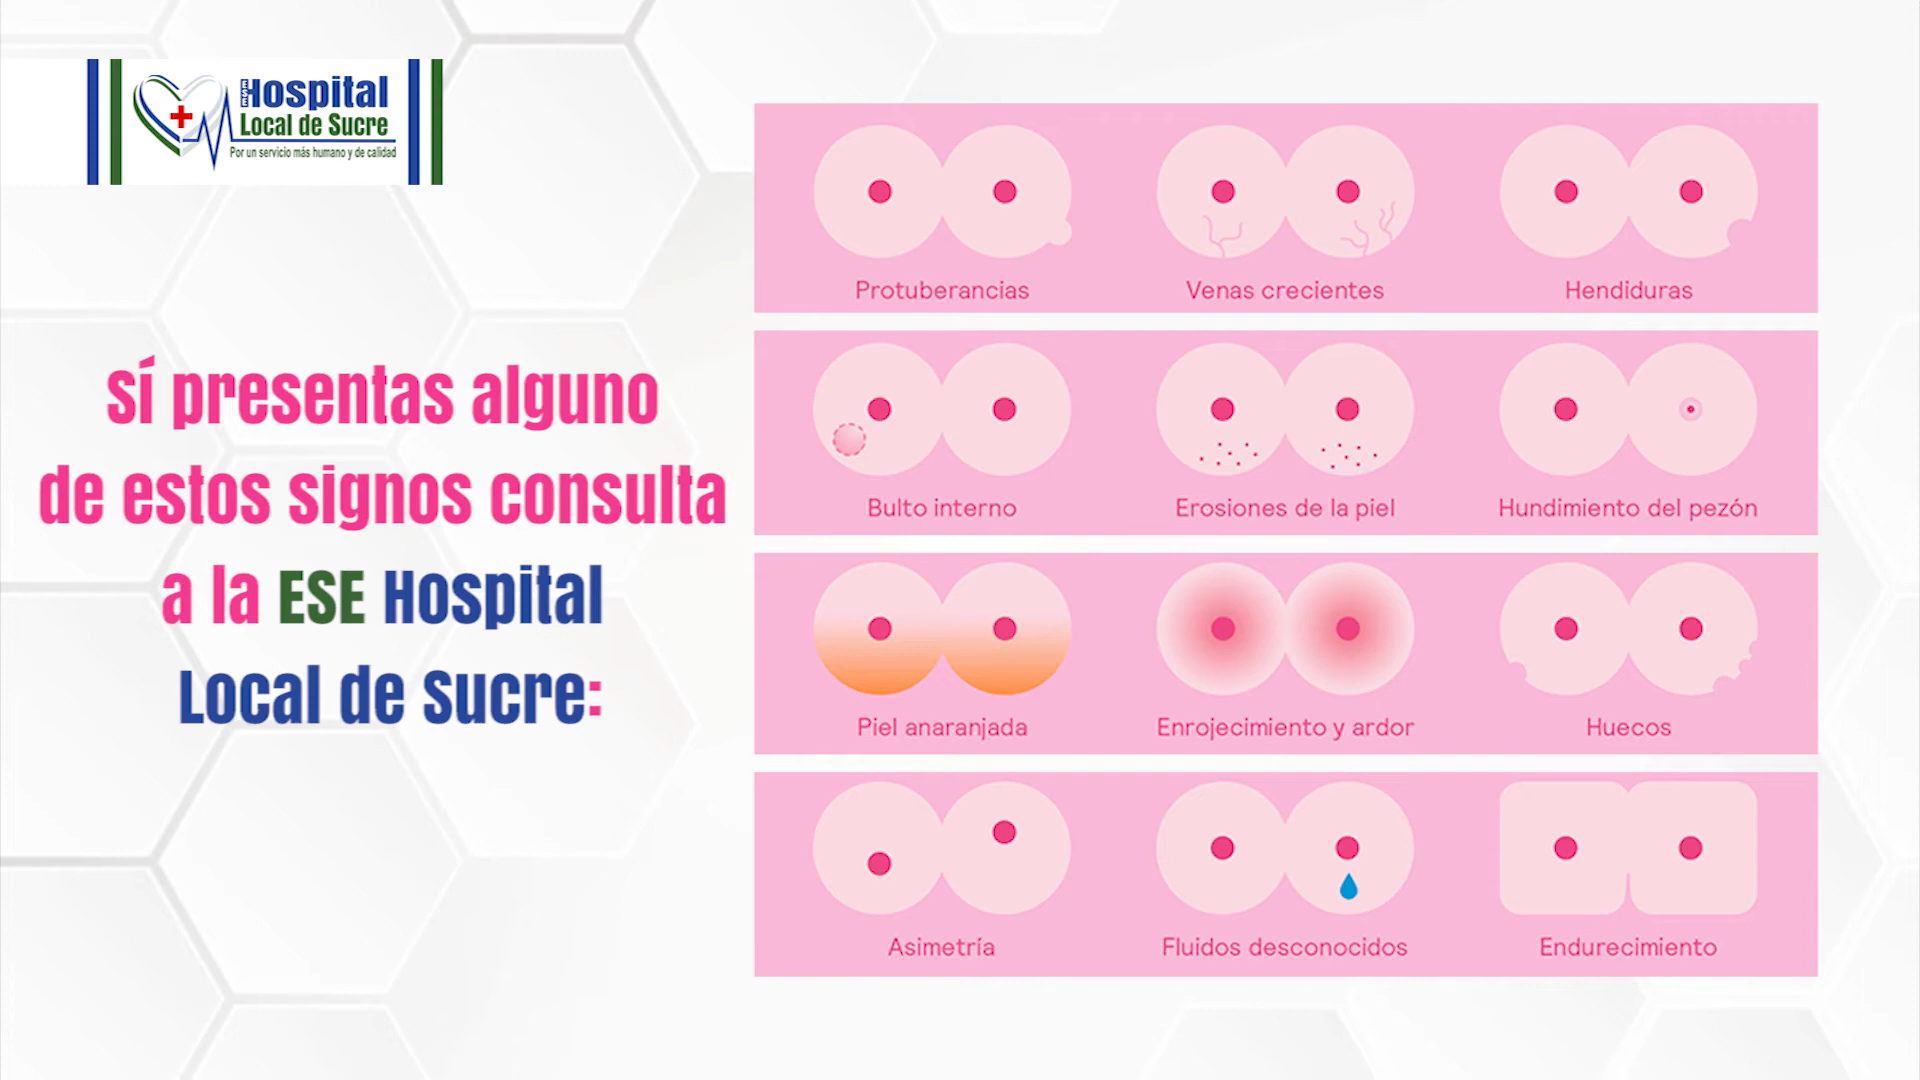 ESE Hospital
Local de Sucre
Por un servicio más humano y de calidad
Sí presentas alguno
de estos signos consulta
a la ESE Hospital
Local de Sucre:
Protuberancias
Venas crecientes
Hendiduras
Bulto interno
Erosiones de la piel
Hundimiento del pezón
Piel anaranjada
Enrojecimiento y ardor
Huecos
Asimetría
Fluidos desconocidos
Endurecimiento